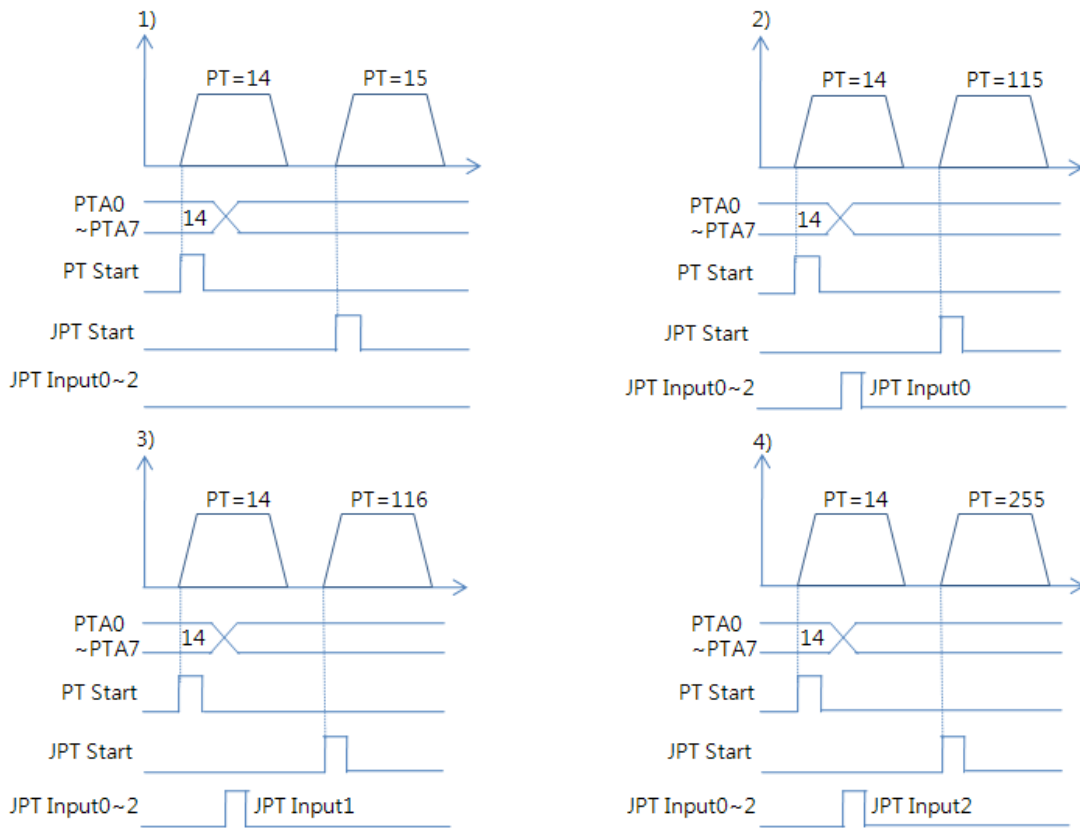 1)
PT=14 PT=15
PTA0
~PTA7
14
PT Start
JPT Start
JPT Input0~2
2)
PT=14 PT=115
PTA0
~PTA7
14
PT Start
JPT Start
JPT Input0~2 JPT Input0
3)
PT=14 PT=116
PTA0
~PTA7
14
PT Start
JPT Start
JPT Input0~2 JPT Input1
4)
PT=14 PT=255
PTA0
~PTA7
14
PT Start
JPT Start
JPT Input0~2 JPT Input2